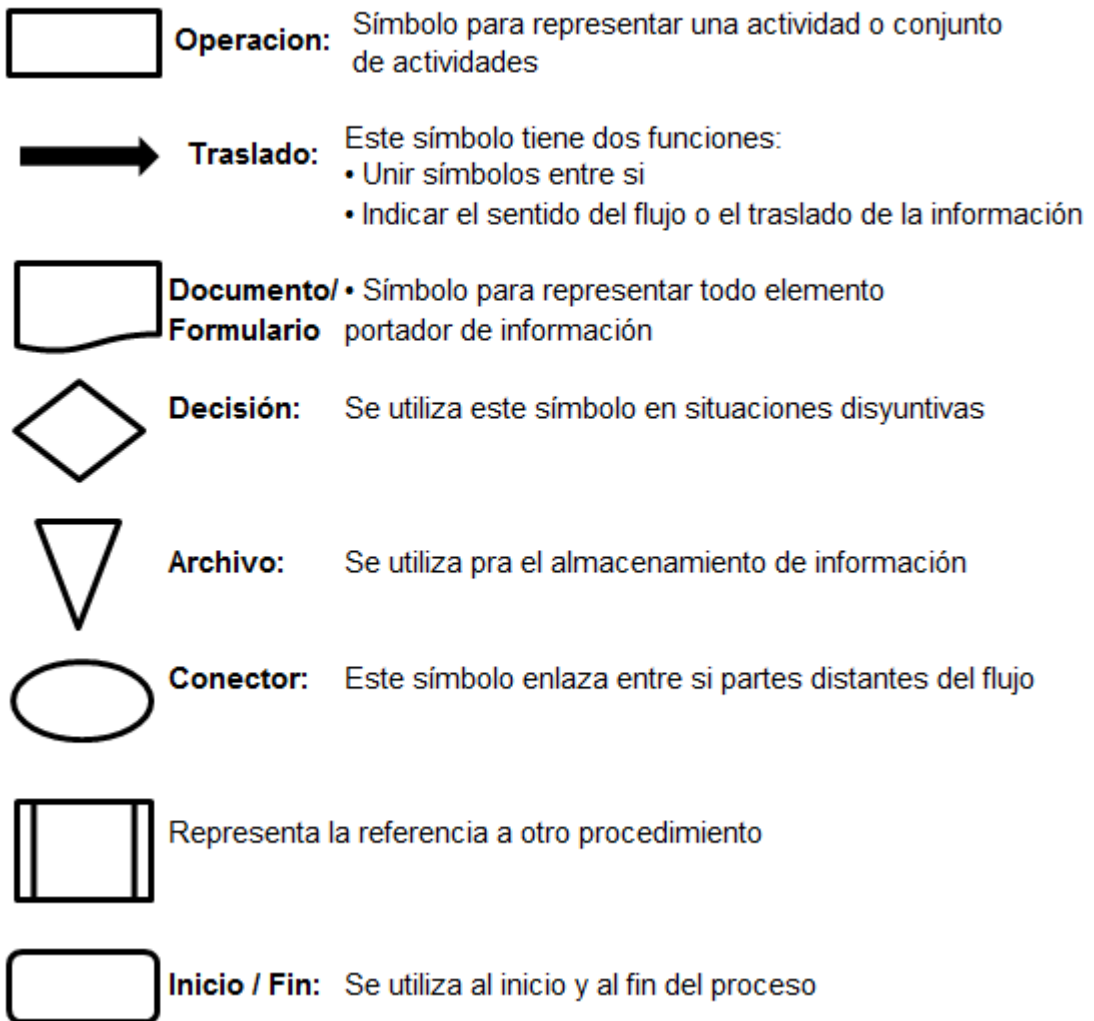 Operacion: Símbolo para representar una actividad o conjunto
de actividades
Traslado: Este símbolo tiene dos funciones:
• Unir símbolos entre si
• Indicar el sentido del flujo o el traslado de la información
Documento/ • Símbolo para representar todo elemento
Formulario portador de información
Decisión: Se utiliza este símbolo en situaciones disyuntivas
Archivo: Se utiliza pra el almacenamiento de información
Conector: Este símbolo enlaza entre si partes distantes del flujo
Representa la referencia a otro procedimiento
Inicio / Fin: Se utiliza al inicio y al fin del proceso